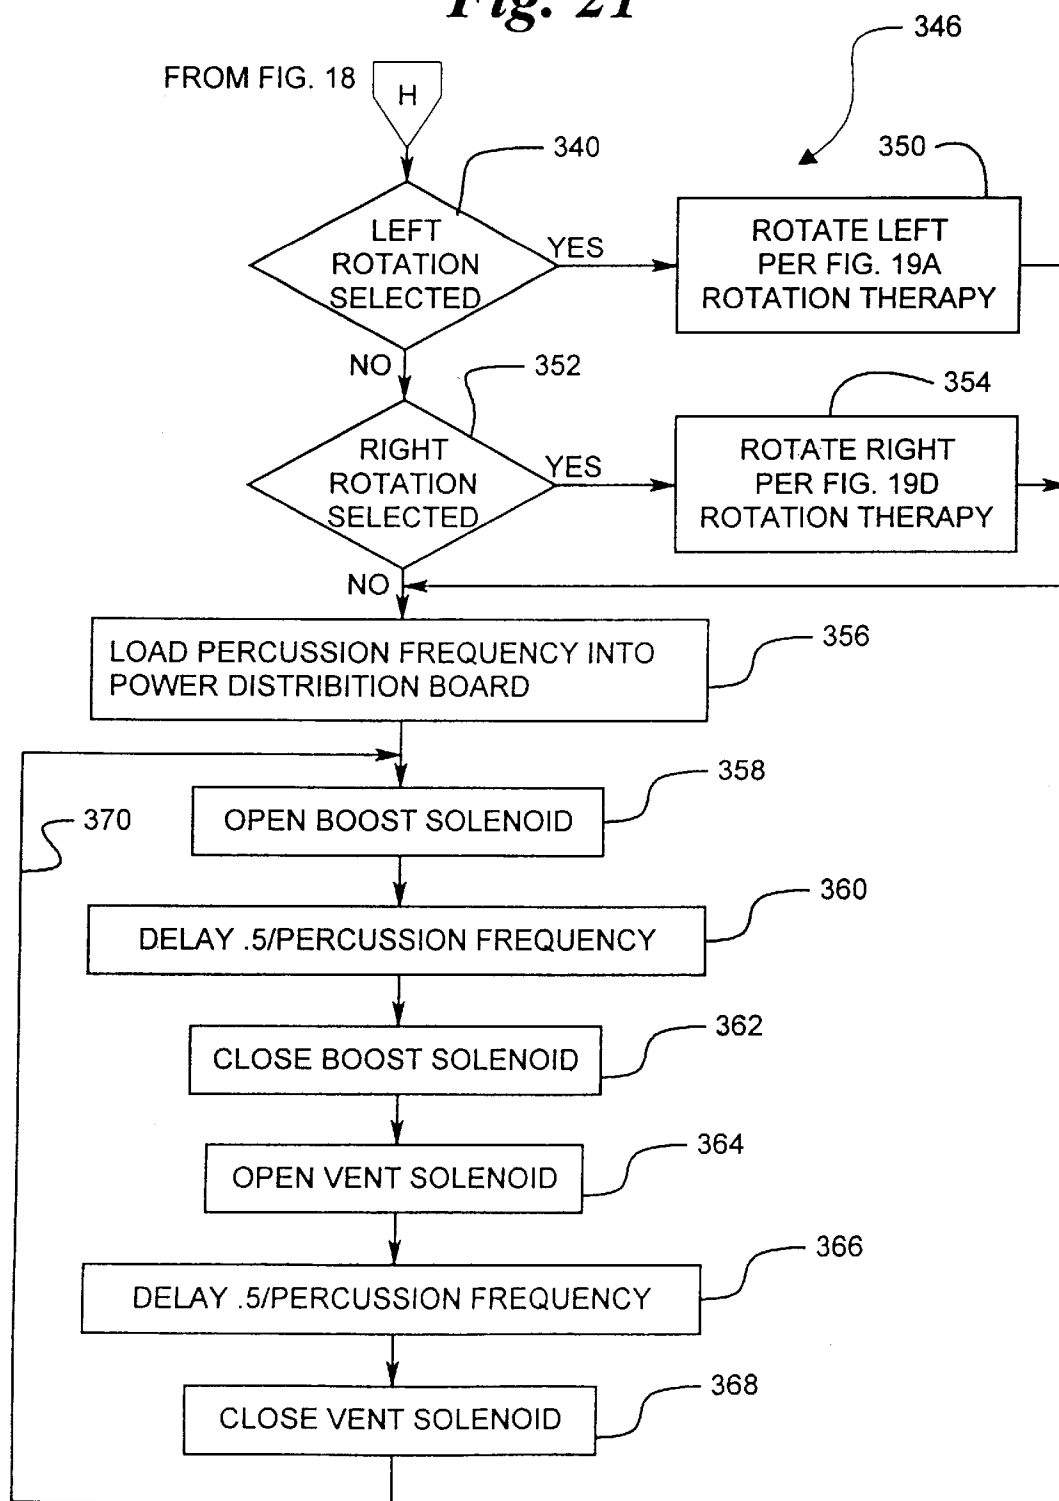 Fig. 21
346
FROM FIG. 18
H
340
350
LEFT
ROTATION
SELECTED
YES
ROTATE LEFT
PER FIG. 19A
ROTATION THERAPY
NO
352
354
RIGHT
ROTATION
SELECTED
YES
ROTATE RIGHT
PER FIG. 19D
ROTATION THERAPY
NO
356
LOAD PERCUSSION FREQUENCY INTO
POWER DISTRIBITION BOARD
358
370
OPEN BOOST SOLENOID
360
DELAY .5/PERCUSSION FREQUENCY
362
CLOSE BOOST SOLENOID
364
OPEN VENT SOLENOID
366
DELAY .5/PERCUSSION FREQUENCY
368
CLOSE VENT SOLENOID